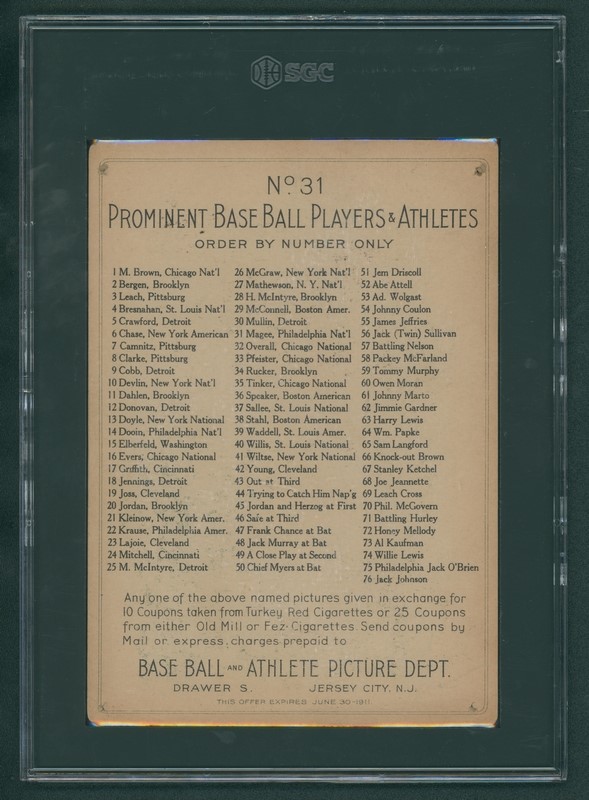 SGC
Nº 31
PROMINENT BASE BALL PLAYERS & ATHLETES
ORDER BY NUMBER ONLY
1 M. Brown, Chicago Nat'l
2 Bergen, Brooklyn
3 Leach, Pittsburg
4 Bresnahan, St. Louis Nat'l
5 Crawford, Detroit
6 Chase, New York American
7 Camnitz, Pittsburg
8 Clarke, Pittsburg
9 Cobb, Detroit
10 Devlin, New York Nat'l
11 Dahlen, Brooklyn
12 Donovan, Detroit
13 Doyle, New York National
14 Dooin, Philadelphia Nat'l
15 Elberfeld, Washington
16 Evers, Chicago National
17 Griffith, Cincinnati
18 Jennings, Detroit
19 Joss, Cleveland
20 Jordan, Brooklyn
21 Kleinow, New York Amer.
22 Krause, Philadelphia Amer.
23 Lajoie, Cleveland
24 Mitchell, Cincinnati
25 M. McIntyre, Detroit
26 McGraw, New York Nat'l
27 Mathewson, N. Y. Nat'l
28 H. McIntyre, Brooklyn
29 McConnell, Boston Amer.
30 Mullin, Detroit
31 Magee, Philadelphia Nat'l
32 Overall, Chicago National
33 Pfeister, Chicago National
34 Rucker, Brooklyn
35 Tinker, Chicago National
36 Speaker, Boston American
37 Sallee, St. Louis National
38 Stahl, Boston American
39 Waddell, St. Louis Amer.
40 Willis, St. Louis National
41 Wiltse, New York National
42 Young, Cleveland
43 Out at Third
44 Trying to Catch Him Nap'g
45 Jordan and Herzog at First
46 Safe at Third
47 Frank Chance at Bat
48 Jack Murray at Bat
49 A Close Play at Second
50 Chief Myers at Bat
51 Jem Driscoll
52 Abe Attell
53 Ad. Wolgast
54 Johnny Coulon
55 James Jeffries
56 Jack (Twin) Sullivan
57 Battling Nelson
58 Packey McFarland
59 Tommy Murphy
60 Owen Moran
61 Johnny Marto
62 Jimmie Gardner
63 Harry Lewis
64 Wm. Papke
65 Sam Langford
66 Knock-out Brown
67 Stanley Ketchel
68 Joe Jeannette
69 Leach Cross
70 Phil. McGovern
71 Battling Hurley
72 Honey Mellody
73 Al Kaufman
74 Willie Lewis
75 Philadelphia Jack O'Brien
76 Jack Johnson
Any one of the above named pictures given in exchange for
10 Coupons taken from Turkey Red Cigarettes or 25 Coupons
from either Old Mill or Fez Cigarettes. Send coupons by
Mail or express, charges prepaid to
BASE BALL AND ATHLETE PICTURE DEPT.
DRAWER S. JERSEY CITY. N.J.
THIS OFFER EXPIRES JUNE 30-1911